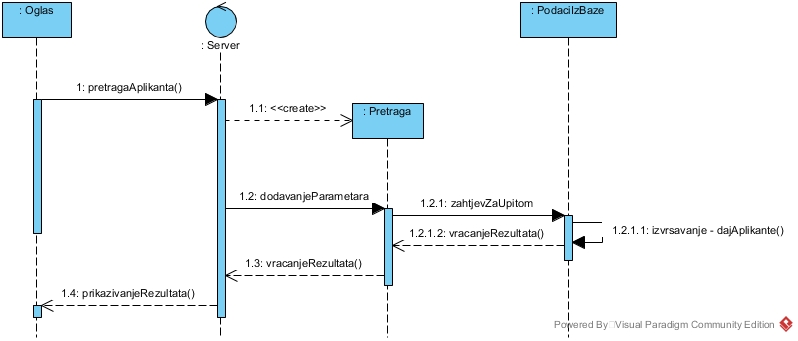 : Oglas
: Server
: PodaciIzBaze
1: pretragaAplikanta()
1.1: <<create>>
: Pretraga
1.2: dodavanjeParametara
1.2.1: zahtjevZaUpitom
1.2.1.1: izvrsavanje - dajAplikante()
1.2.1.2: vracanjeRezultata()
1.3: vracanjeRezultata()
1.4: prikazivanjeRezultata()
Powered By Visual Paradigm Community Edition